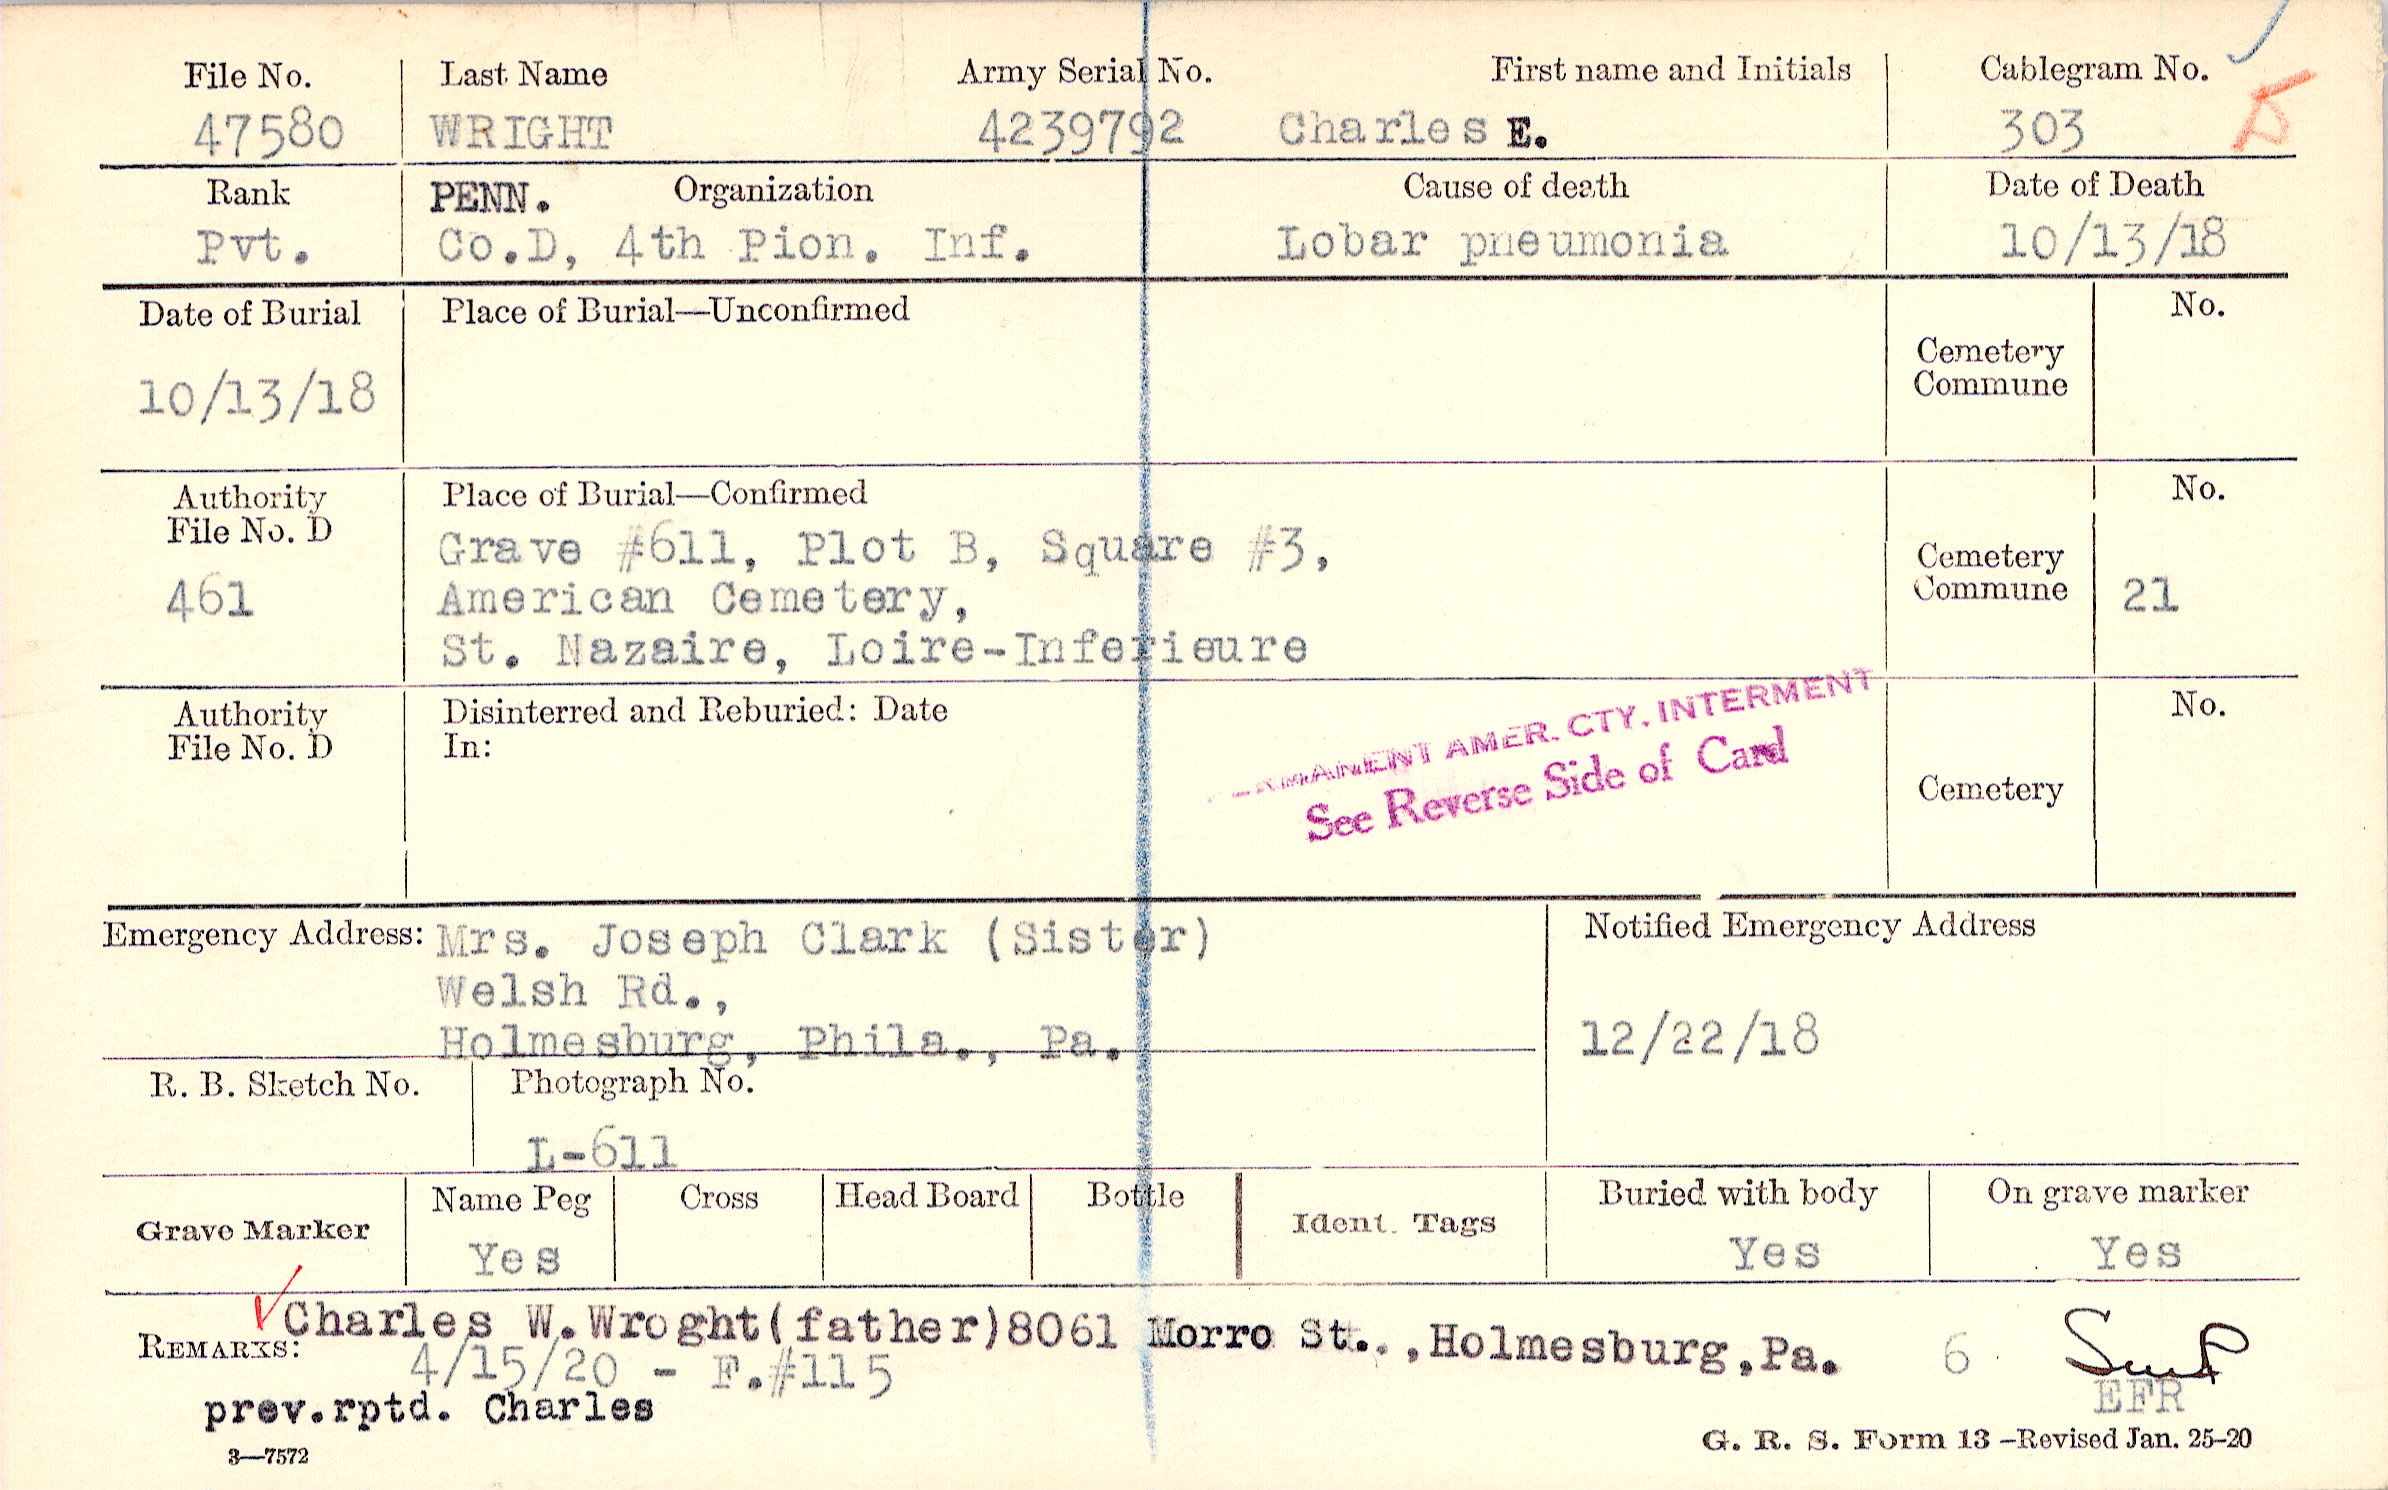 File No. Last Name Army Serial No. First name and Initials Cablegram No.
47580 WRIGHT 4239792 Charles E. 303
Rank PENN. Organization Cause of death Date of Death
Pvt. Co.D, 4th Pion. Inf. Lobar pneumonia 10/13/18
Date of Burial Place of Burial—Unconfirmed No.
Cemetery
Commune
10/13/18
Authority Place of Burial—Confirmed No.
File No. D
Grave #611, Plot B, Square #3,
Cemetery
461 American Cemetery, Commune 21
St. Nazaire, Loire-Inferieure
Authority Disinterred and Reburied: Date No.
File No. D In:
PERMANENT AMER. CTY. INTERMENT
See Reverse Side of Card
Cemetery
Emergency Address: Mrs. Joseph Clark (Sister) Notified Emergency Address
Welsh Rd.,
Holmesburg, Phila., Pa. 12/22/18
R. B. Sketch No. Photograph No.
L-611
Grave Marker Name Peg Cross Head Board Bottle Ident. Tags Buried with body On grave marker
Yes Yes Yes
REMARKS: Charles W.Wroght(father)8061 Morro St..,Holmesburg,Pa. 6
4/15/20 - F.#115
EFR
prev.rptd. Charles
3—7572 G. R. S. Form 13—Revised Jan. 25-20